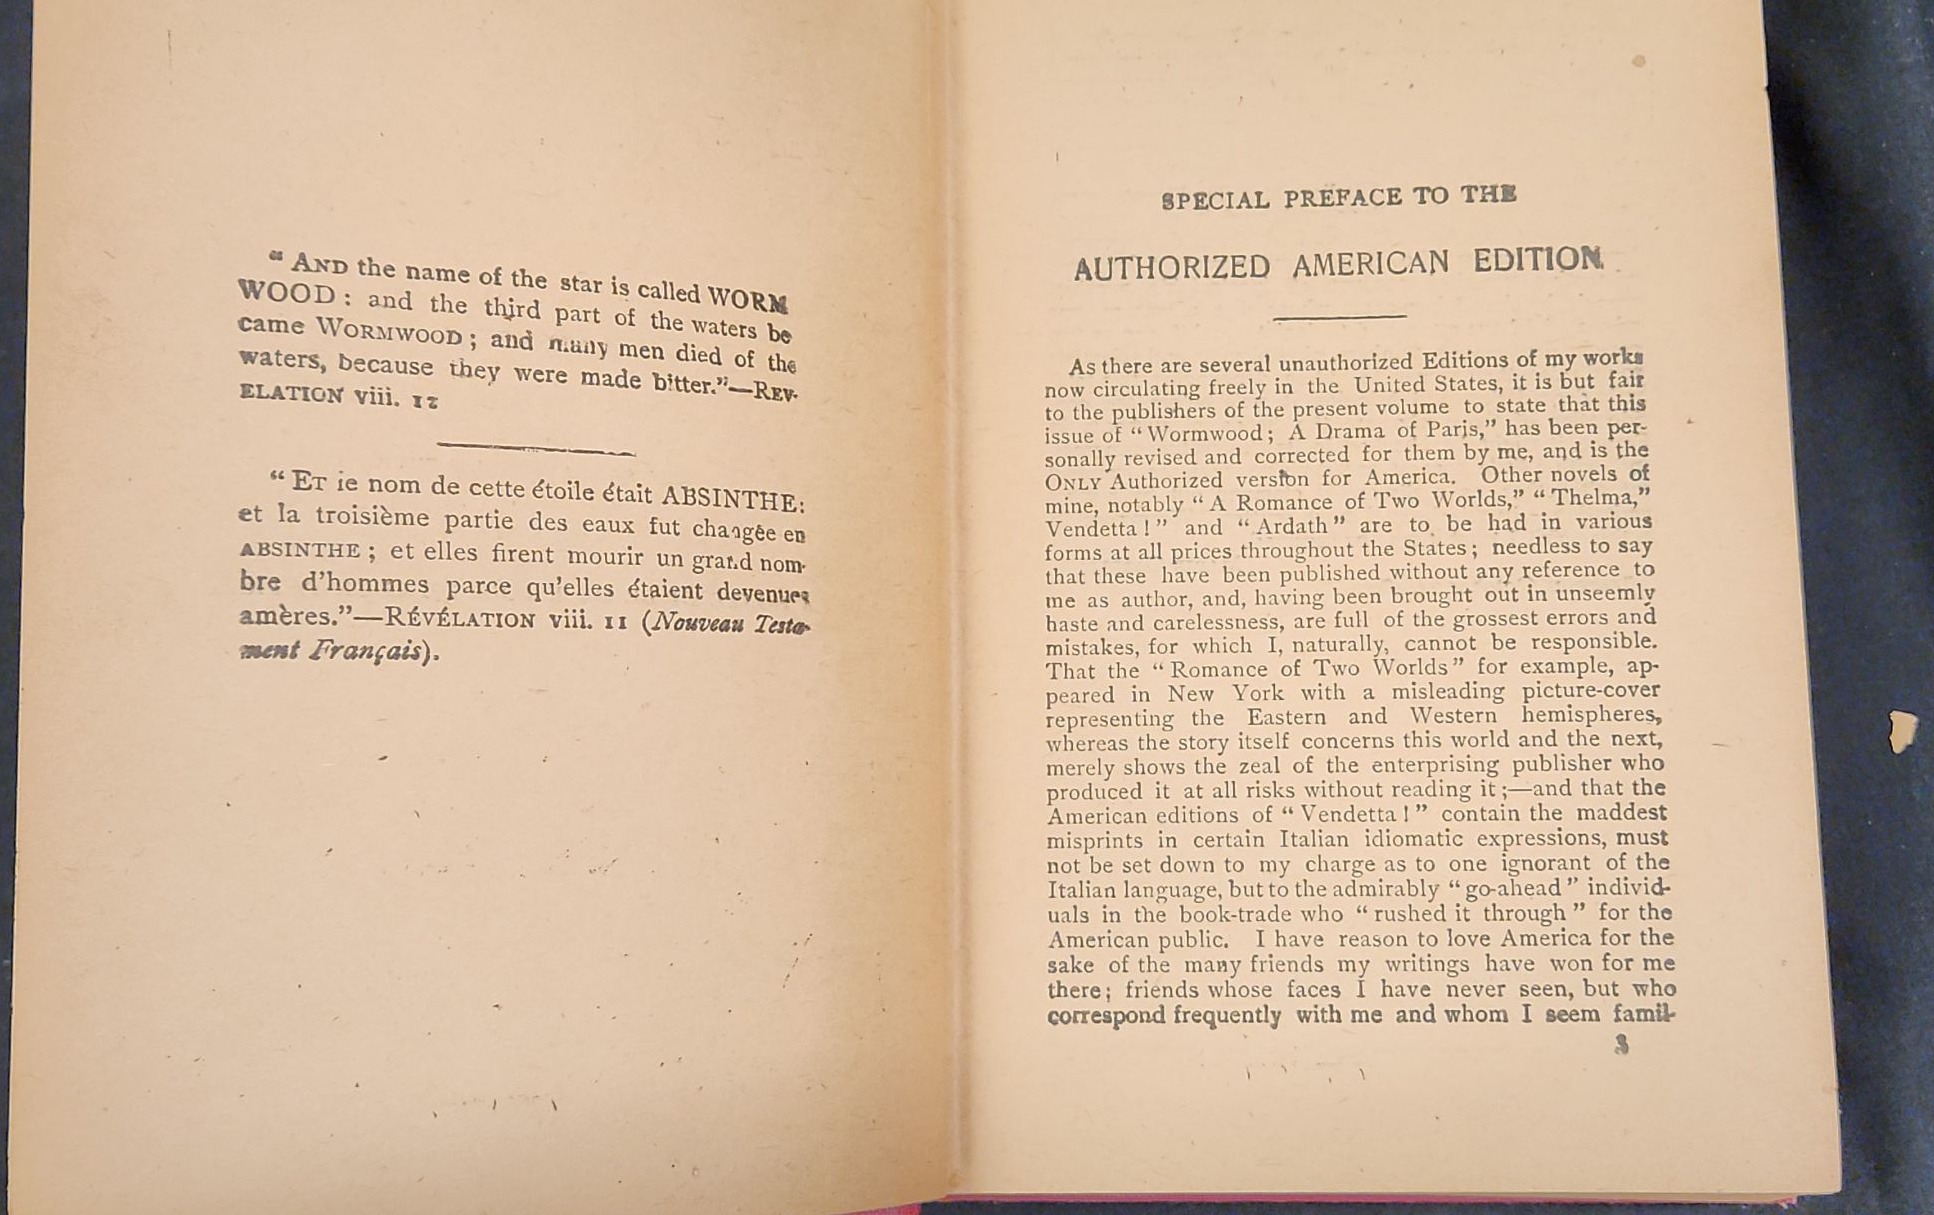 “ AND the name of the star is called WORM
WOOD: and the third part of the waters be
came WORMWOOD; and many men died of the
waters, because they were made bitter.”—REV-
ELATION viii. 11
“ ET le nom de cette étoile était ABSINTHE:
et la troisième partie des eaux fut changée en
ABSINTHE; et elles firent mourir un grand nom-
bre d’hommes parce qu’elles étaient devenues
amères.”—RÉVÉLATION viii. 11 (Nouveau Testa-
ment Français).
SPECIAL PREFACE TO THE
AUTHORIZED AMERICAN EDITION.
As there are several unauthorized Editions of my works
now circulating freely in the United States, it is but fair
to the publishers of the present volume to state that this
issue of “Wormwood; A Drama of Paris,” has been per-
sonally revised and corrected for them by me, and is the
ONLY Authorized version for America. Other novels of
mine, notably “A Romance of Two Worlds,” “Thelma,”
Vendetta!” and “Ardath” are to be had in various
forms at all prices throughout the States; needless to say
that these have been published without any reference to
me as author, and, having been brought out in unseemly
haste and carelessness, are full of the grossest errors and
mistakes, for which I, naturally, cannot be responsible.
That the “Romance of Two Worlds” for example, ap-
peared in New York with a misleading picture-cover
representing the Eastern and Western hemispheres,
whereas the story itself concerns this world and the next,
merely shows the zeal of the enterprising publisher who
produced it at all risks without reading it;—and that the
American editions of “Vendetta!” contain the maddest
misprints in certain Italian idiomatic expressions, must
not be set down to my charge as to one ignorant of the
Italian language, but to the admirably “go-ahead” individ-
uals in the book-trade who “rushed it through” for the
American public. I have reason to love America for the
sake of the many friends my writings have won for me
there; friends whose faces I have never seen, but who
correspond frequently with me and whom I seem famil-
3